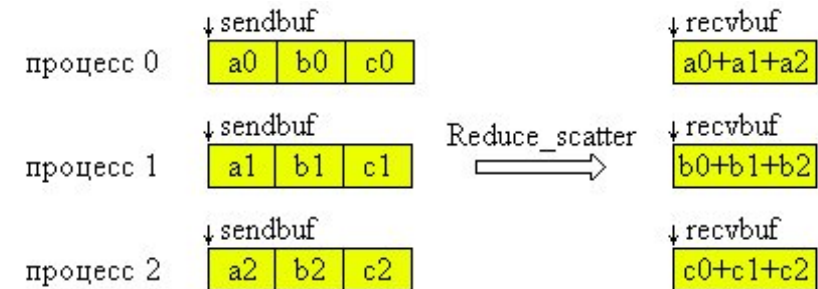 sendbuf recvbuf
процесс 0 a0 b0 c0 a0+a1+a2
sendbuf recvbuf
Reduce_scatter
процесс 1 a1 b1 c1 b0+b1+b2
sendbuf recvbuf
процесс 2 a2 b2 c2 c0+c1+c2